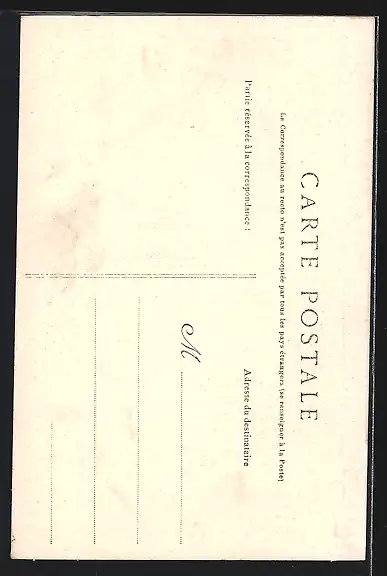 CARTE POSTALE
La Correspondance au recto n'est pas acceptée par tous les pays étrangers (se renseigner à la Poste)
Partie réservée à la correspondance :
Adresse du destinataire
M